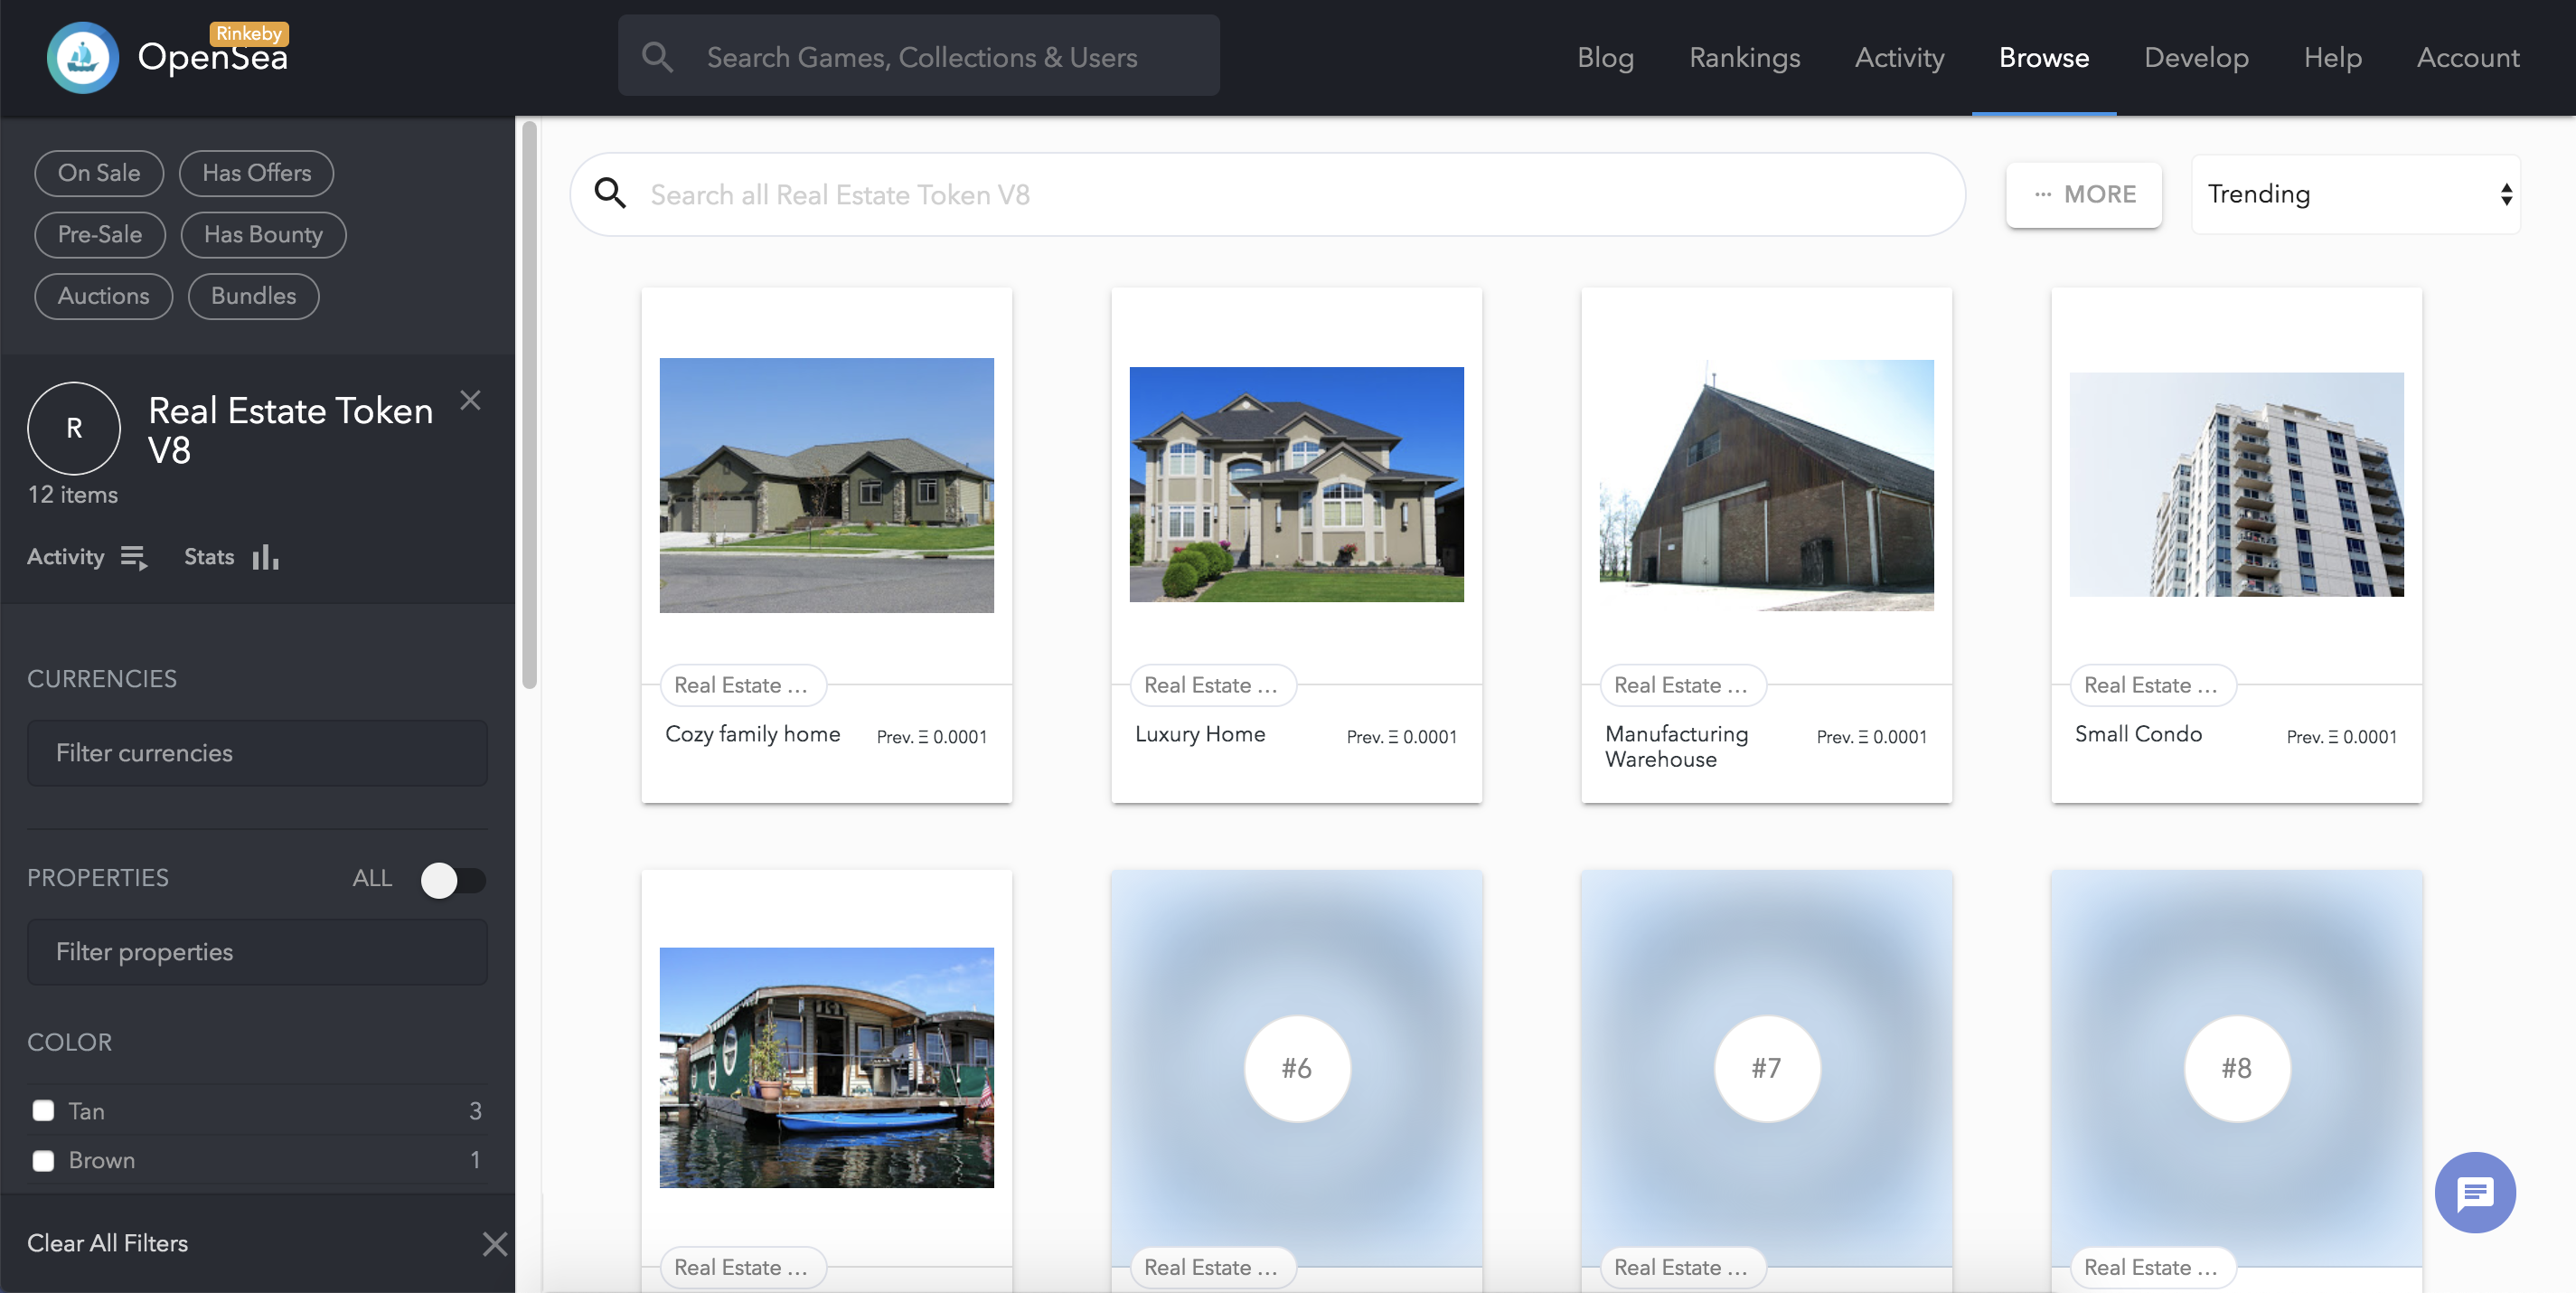 OpenSea
Rinkeby
Search Games, Collections & Users
Blog
Rankings
Activity
Browse
Develop
Help
Account
On Sale
Has Offers
Pre-Sale
Has Bounty
Auctions
Bundles
R
Real Estate Token
V8
12 items
Activity
Stats
CURRENCIES
Filter currencies
PROPERTIES
ALL
Filter properties
COLOR
Tan 3
Brown 1
Clear All Filters
Search all Real Estate Token V8
··· MORE
Trending
Real Estate ...
Cozy family home
Prev. Ξ 0.0001
Real Estate ...
Luxury Home
Prev. Ξ 0.0001
Real Estate ...
Manufacturing
Warehouse
Prev. Ξ 0.0001
Real Estate ...
Small Condo
Prev. Ξ 0.0001
Real Estate ...
#6
Real Estate ...
#7
Real Estate ...
#8
Real Estate ...